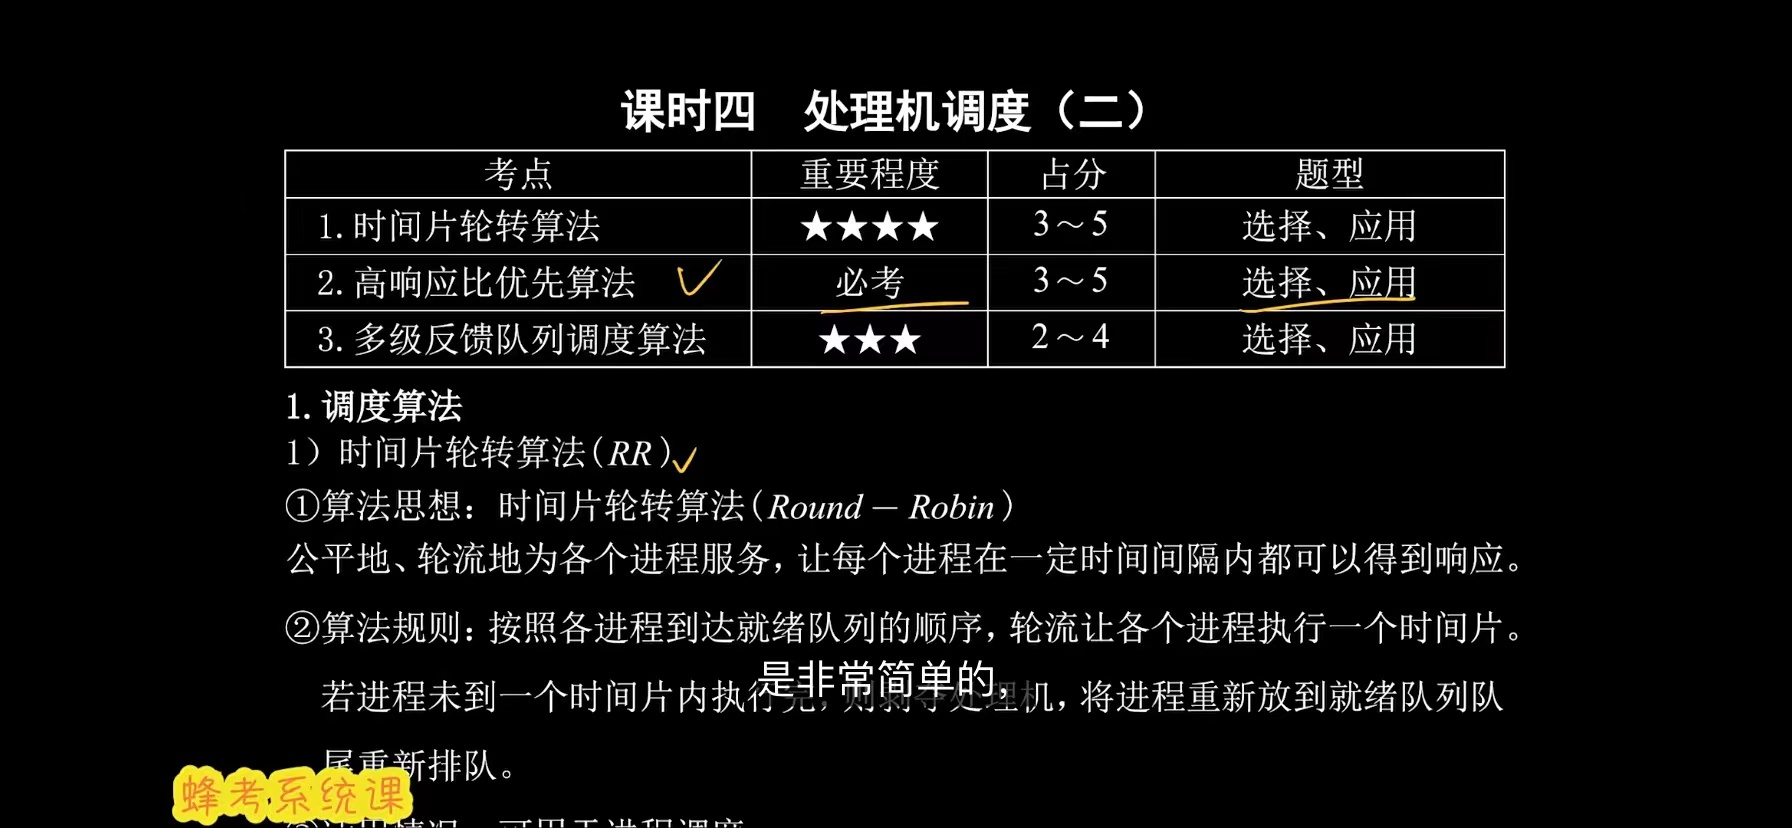 课时四 处理机调度（二）
考点 重要程度 占分 题型
1.时间片轮转算法 ★★★★ 3～5 选择、应用
2.高响应比优先算法 必考 3～5 选择、应用
3.多级反馈队列调度算法 ★★★ 2～4 选择、应用
1.调度算法
1）时间片轮转算法(RR)
①算法思想：时间片轮转算法(Round－Robin)
公平地、轮流地为各个进程服务，让每个进程在一定时间间隔内都可以得到响应。
②算法规则：按照各进程到达就绪队列的顺序，轮流让各个进程执行一个时间片。
若进程未到一个时间片内执行完，则剥夺处理机，将进程重新放到就绪队列队
是非常简单的，
尾重新排队。
蜂考系统课